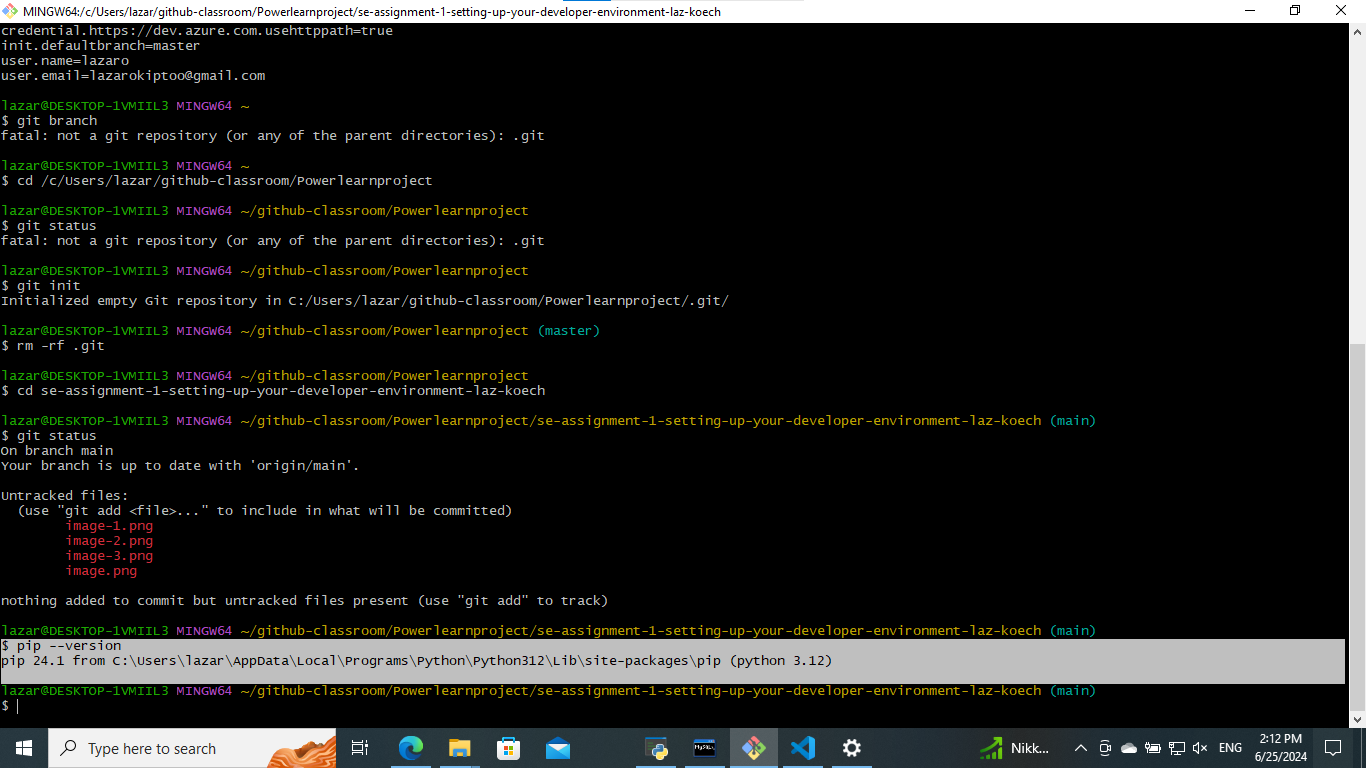 MINGW64:/c/Users/lazar/github-classroom/Powerlearnproject/se-assignment-1-setting-up-your-developer-environment-laz-koech
credential.https://dev.azure.com.usehttppath=true
init.defaultbranch=master
user.name=lazaro
user.email=lazarokiptoo@gmail.com
lazar@DESKTOP-1VMIIL3 MINGW64 ~
$ git branch
fatal: not a git repository (or any of the parent directories): .git
lazar@DESKTOP-1VMIIL3 MINGW64 ~
$ cd /c/Users/lazar/github-classroom/Powerlearnproject
lazar@DESKTOP-1VMIIL3 MINGW64 ~/github-classroom/Powerlearnproject
$ git status
fatal: not a git repository (or any of the parent directories): .git
lazar@DESKTOP-1VMIIL3 MINGW64 ~/github-classroom/Powerlearnproject
$ git init
Initialized empty Git repository in C:/Users/lazar/github-classroom/Powerlearnproject/.git/
lazar@DESKTOP-1VMIIL3 MINGW64 ~/github-classroom/Powerlearnproject (master)
$ rm -rf .git
lazar@DESKTOP-1VMIIL3 MINGW64 ~/github-classroom/Powerlearnproject
$ cd se-assignment-1-setting-up-your-developer-environment-laz-koech
lazar@DESKTOP-1VMIIL3 MINGW64 ~/github-classroom/Powerlearnproject/se-assignment-1-setting-up-your-developer-environment-laz-koech (main)
$ git status
On branch main
Your branch is up to date with 'origin/main'.
Untracked files:
(use "git add <file>..." to include in what will be committed)
image-1.png
image-2.png
image-3.png
image.png
nothing added to commit but untracked files present (use "git add" to track)
lazar@DESKTOP-1VMIIL3 MINGW64 ~/github-classroom/Powerlearnproject/se-assignment-1-setting-up-your-developer-environment-laz-koech (main)
$ pip --version
pip 24.1 from C:\Users\lazar\AppData\Local\Programs\Python\Python312\Lib\site-packages\pip (python 3.12)
lazar@DESKTOP-1VMIIL3 MINGW64 ~/github-classroom/Powerlearnproject/se-assignment-1-setting-up-your-developer-environment-laz-koech (main)
$
Type here to search
MySQL
Nikk...
ENG
2:12 PM
6/25/2024